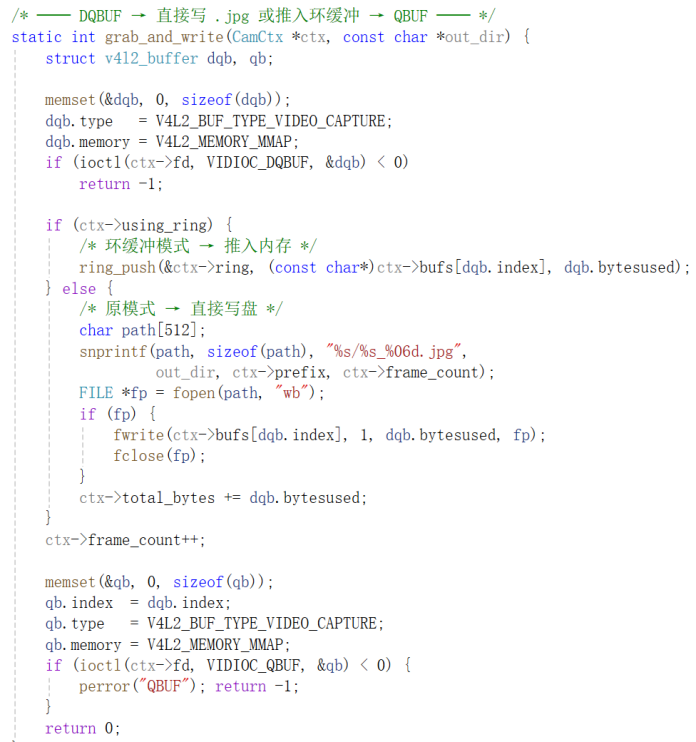 /* —— DQBUF → 直接写 .jpg 或推入环缓冲 → QBUF —— */
static int grab_and_write(CamCtx *ctx, const char *out_dir) {
    struct v4l2_buffer dqb, qb;

    memset(&dqb, 0, sizeof(dqb));
    dqb.type   = V4L2_BUF_TYPE_VIDEO_CAPTURE;
    dqb.memory = V4L2_MEMORY_MMAP;
    if (ioctl(ctx->fd, VIDIOC_DQBUF, &dqb) < 0)
        return -1;

    if (ctx->using_ring) {
        /* 环缓冲模式 → 推入内存 */
        ring_push(&ctx->ring, (const char*)ctx->bufs[dqb.index], dqb.bytesused);
    } else {
        /* 原模式 → 直接写盘 */
        char path[512];
        snprintf(path, sizeof(path), "%s/%s_%06d.jpg",
                 out_dir, ctx->prefix, ctx->frame_count);
        FILE *fp = fopen(path, "wb");
        if (fp) {
            fwrite(ctx->bufs[dqb.index], 1, dqb.bytesused, fp);
            fclose(fp);
        }
        ctx->total_bytes += dqb.bytesused;
    }
    ctx->frame_count++;

    memset(&qb, 0, sizeof(qb));
    qb.index  = dqb.index;
    qb.type   = V4L2_BUF_TYPE_VIDEO_CAPTURE;
    qb.memory = V4L2_MEMORY_MMAP;
    if (ioctl(ctx->fd, VIDIOC_QBUF, &qb) < 0) {
        perror("QBUF"); return -1;
    }
    return 0;